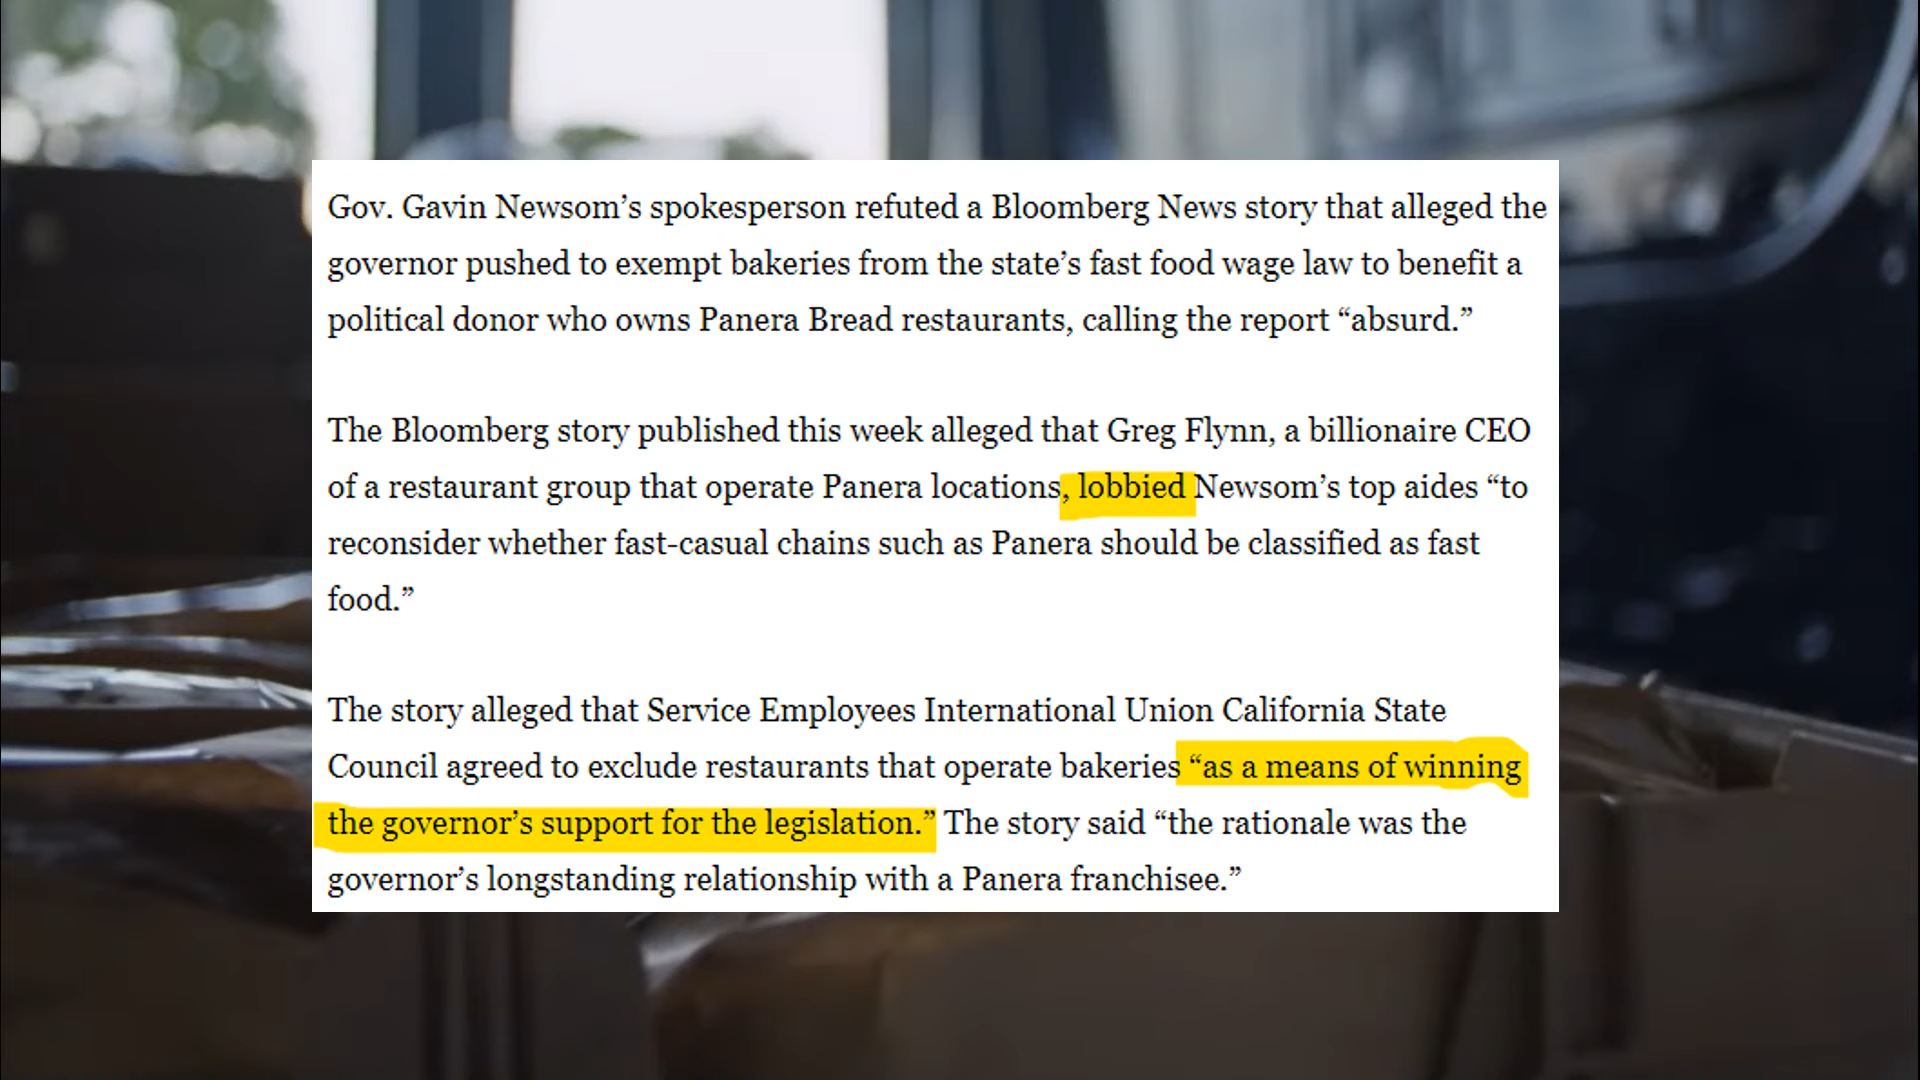 Gov. Gavin Newsom’s spokesperson refuted a Bloomberg News story that alleged the
governor pushed to exempt bakeries from the state’s fast food wage law to benefit a
political donor who owns Panera Bread restaurants, calling the report “absurd.”
The Bloomberg story published this week alleged that Greg Flynn, a billionaire CEO
of a restaurant group that operate Panera locations, lobbied Newsom’s top aides “to
reconsider whether fast-casual chains such as Panera should be classified as fast
food.”
The story alleged that Service Employees International Union California State
Council agreed to exclude restaurants that operate bakeries “as a means of winning
the governor’s support for the legislation.” The story said “the rationale was the
governor’s longstanding relationship with a Panera franchisee.”